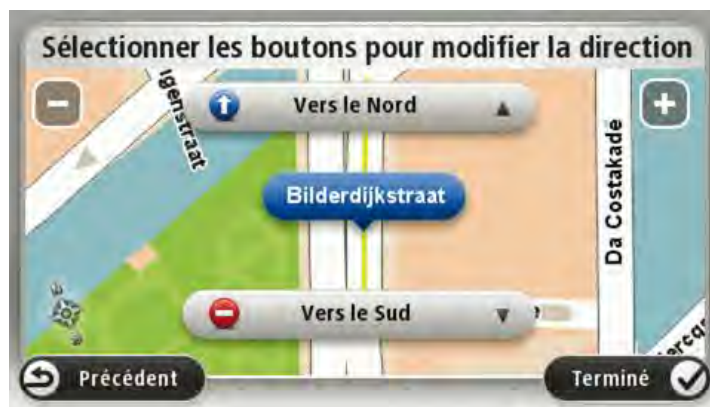 Sélectionner les boutons pour modifier la direction
Vers le Nord
Bilderdijkstraat
Da Costakade
Vers le Sud
Précédent
Terminé